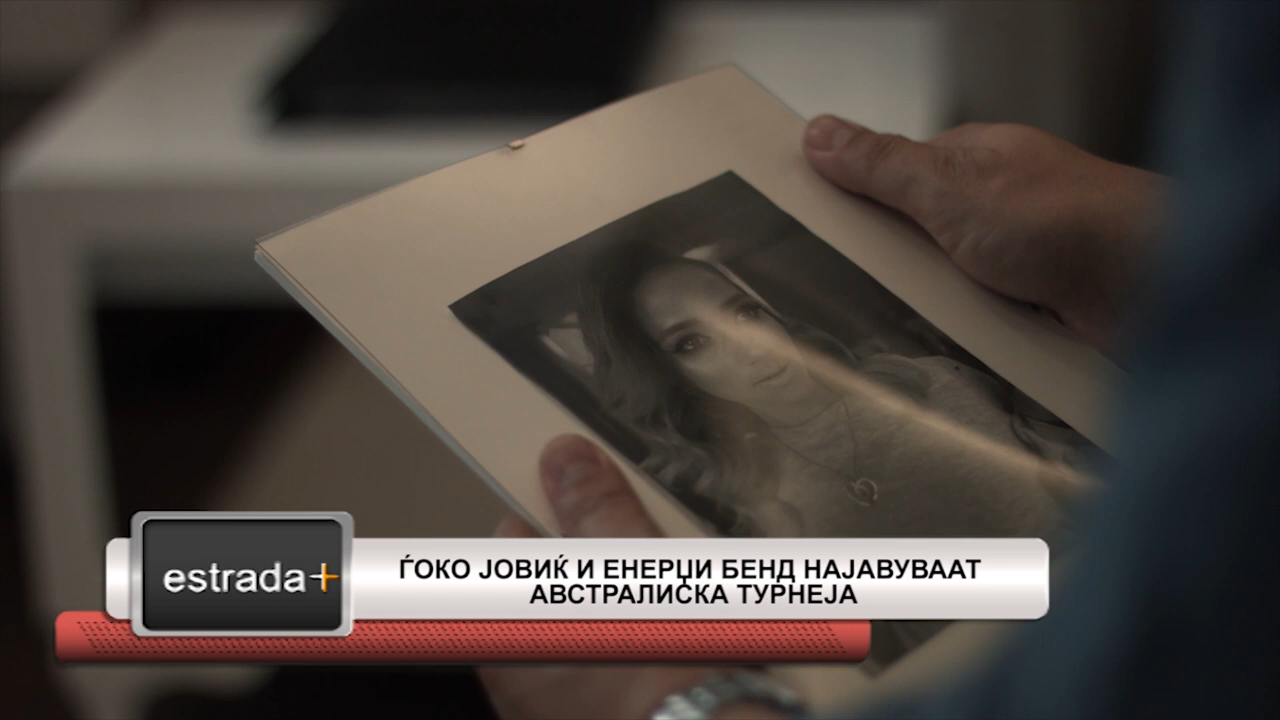 estrada+
ЃОКО ЈОВИЌ И ЕНЕРЏИ БЕНД НАЈАВУВААТ
АВСТРАЛИСКА ТУРНЕЈА